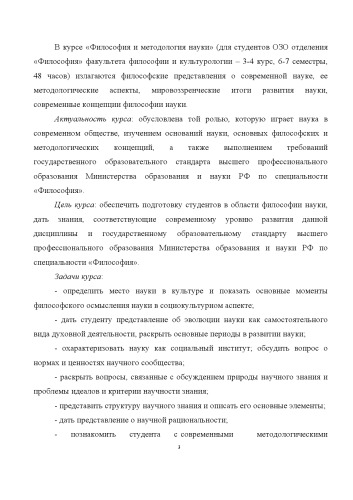 В курсе «Философия и методология науки» (для студентов ОЗО отделения
«Философия» факультета философии и культурологии – 3-4 курс, 6-7 семестры,
48 часов) излагаются философские представления о современной науке, ее
методологические аспекты, мировоззренческие итоги развития науки,
современные концепции философии науки.
Актуальность курса: обусловлена той ролью, которую играет наука в
современном обществе, изучением оснований науки, основных философских и
методологических концепций, а также выполнением требований
государственного образовательного стандарта высшего профессионального
образования Министерства образования и науки РФ по специальности
«Философия».
Цель курса: обеспечить подготовку студентов в области философии науки,
дать знания, соответствующие современному уровню развития данной
дисциплины и государственному образовательному стандарту высшего
профессионального образования Министерства образования и науки РФ по
специальности «Философия».
Задачи курса:
- определить место науки в культуре и показать основные моменты
философского осмысления науки в социокультурном аспекте;
- дать студенту представление об эволюции науки как самостоятельного
вида духовной деятельности, раскрыть основные периоды в развитии науки;
- охарактеризовать науку как социальный институт, обсудить вопрос о
нормах и ценностях научного сообщества;
- раскрыть вопросы, связанные с обсуждением природы научного знания и
проблемы идеалов и критерии научности знания;
- представить структуру научного знания и описать его основные элементы;
- дать представление о научной рациональности;
- познакомить студента с современными методологическими
3